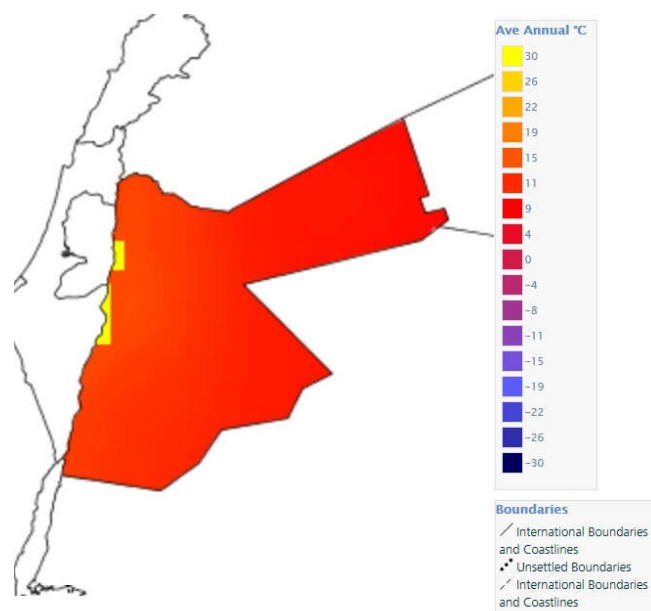 Ave Annual °C
30
26
22
19
15
11
9
4
0
-4
-8
-11
-15
-19
-22
-26
-30
Boundaries
International Boundaries
and Coastlines
Unsettled Boundaries
International Boundaries
and Coastlines